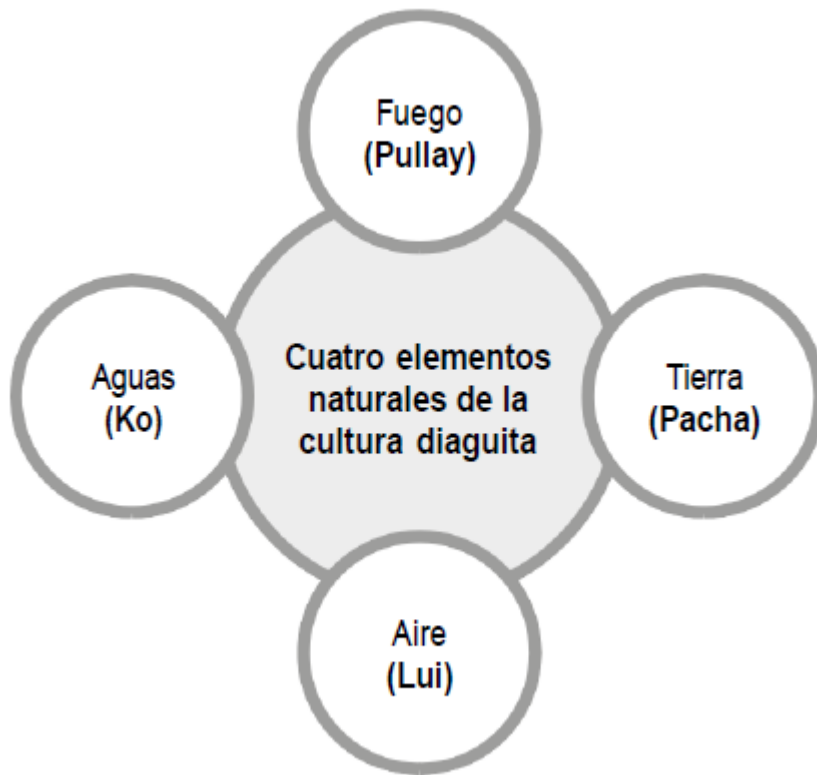 Fuego
(Pullay)
Aguas
(Ko)
Cuatro elementos
naturales de la
cultura diaguita
Tierra
(Pacha)
Aire
(Lui)